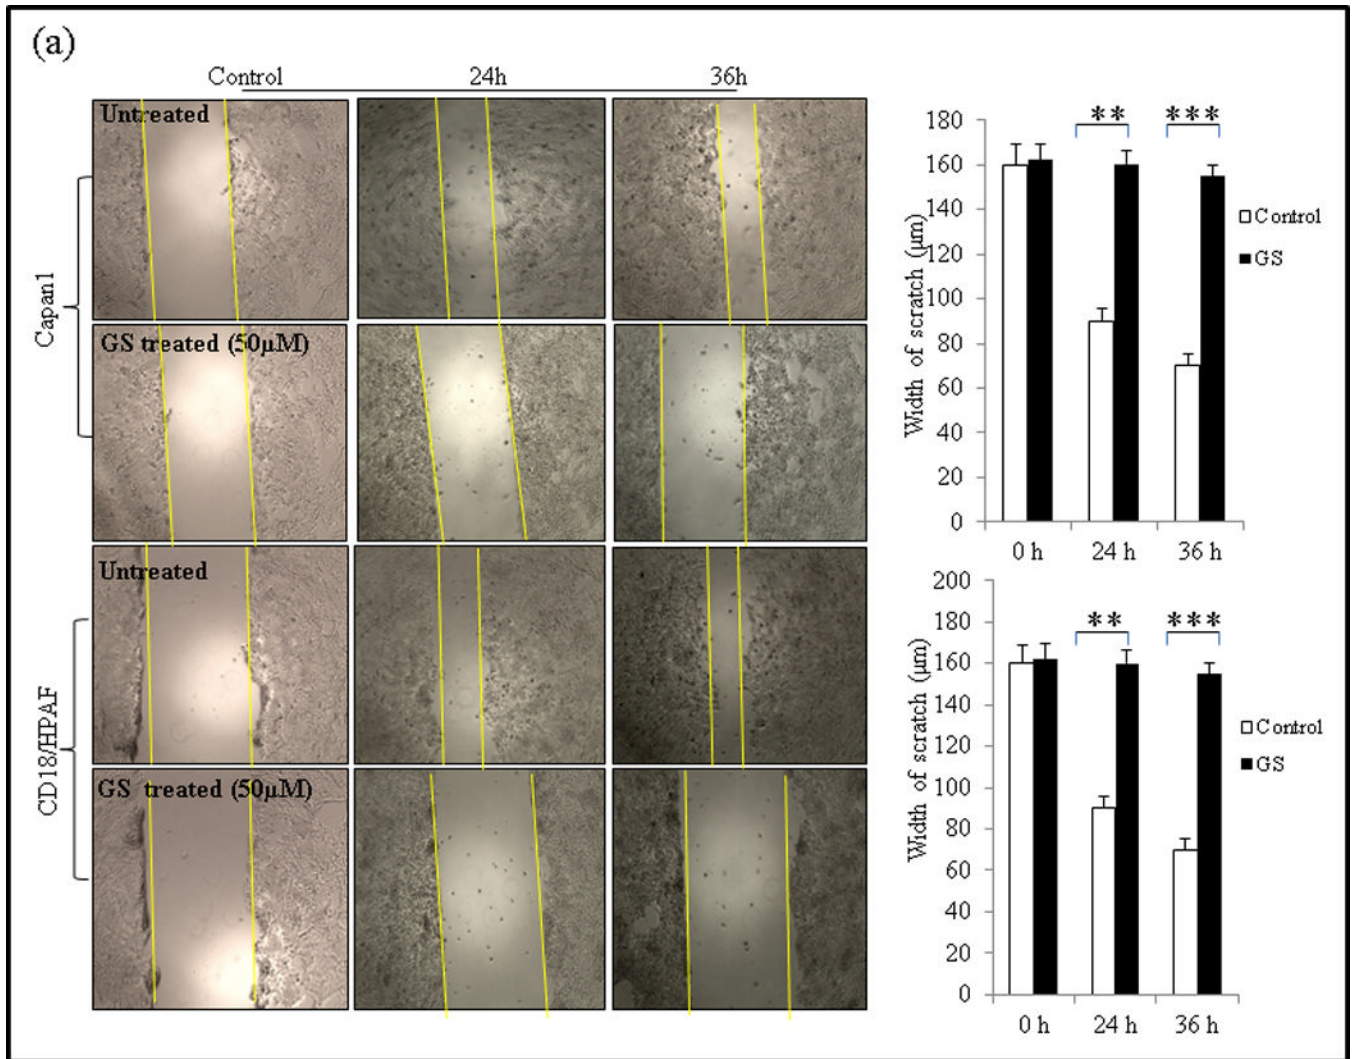 (a)
Control 24h 36h
Untreated
GS treated (50µM)
Capan1
Untreated
GS treated (50µM)
CD18/HPAF
Width of scratch (µm)
180
160
140
120
100
80
60
40
20
0
** ***
Control
GS
0 h 24 h 36 h
Width of scratch (µm)
200
180
160
140
120
100
80
60
40
20
0
** ***
Control
GS
0 h 24 h 36 h